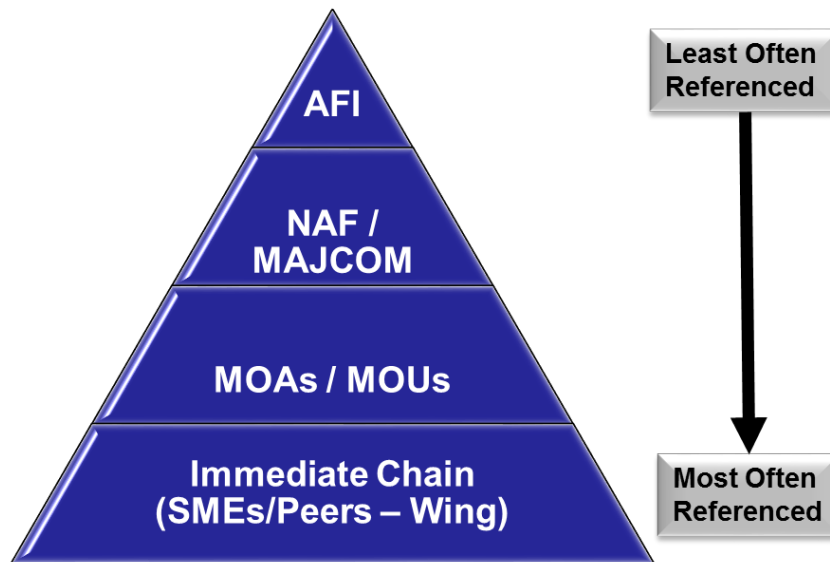 AFI
NAF /
MAJCOM
MOAs / MOUs
Immediate Chain
(SMEs/Peers – Wing)
Least Often
Referenced
Most Often
Referenced